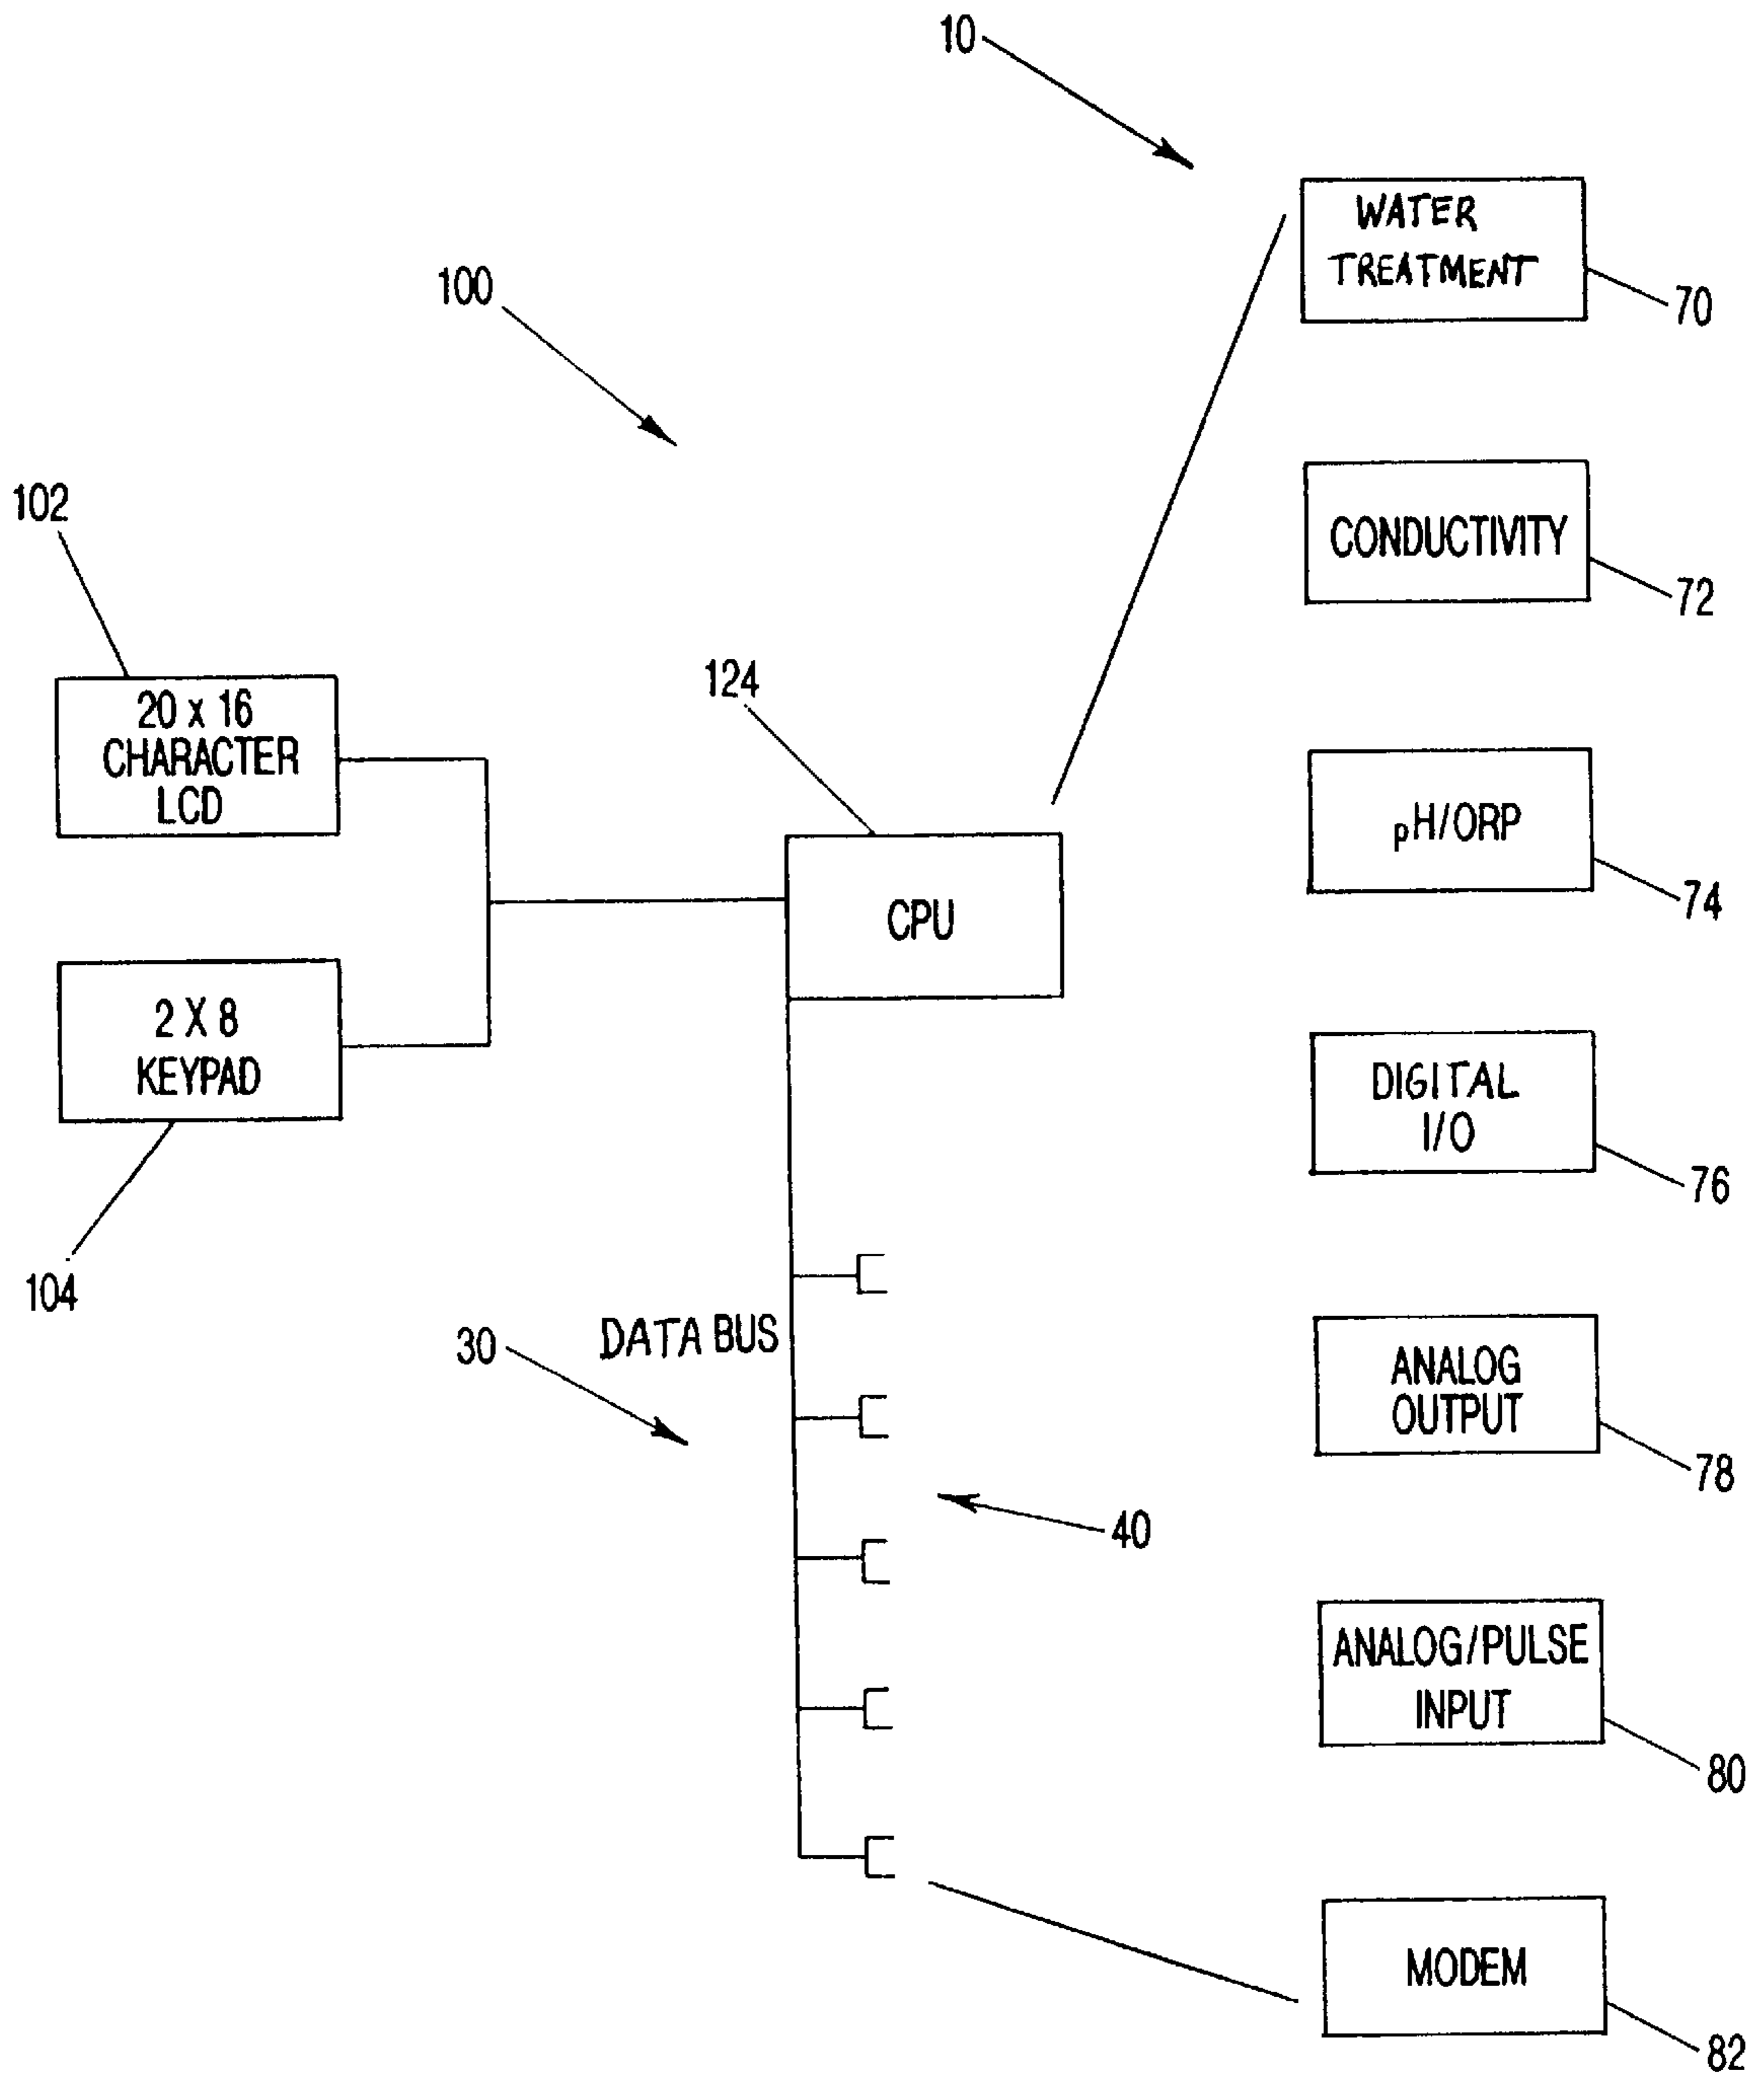 10
WATER
TREATMENT
70
100
CONDUCTIVITY
72
102
20 x 16
CHARACTER
LCD
124
pH/ORP
74
CPU
2 X 8
KEYPAD
104
DIGITAL
I/O
76
30
DATA BUS
ANALOG
OUTPUT
78
40
ANALOG/PULSE
INPUT
80
MODEM
82